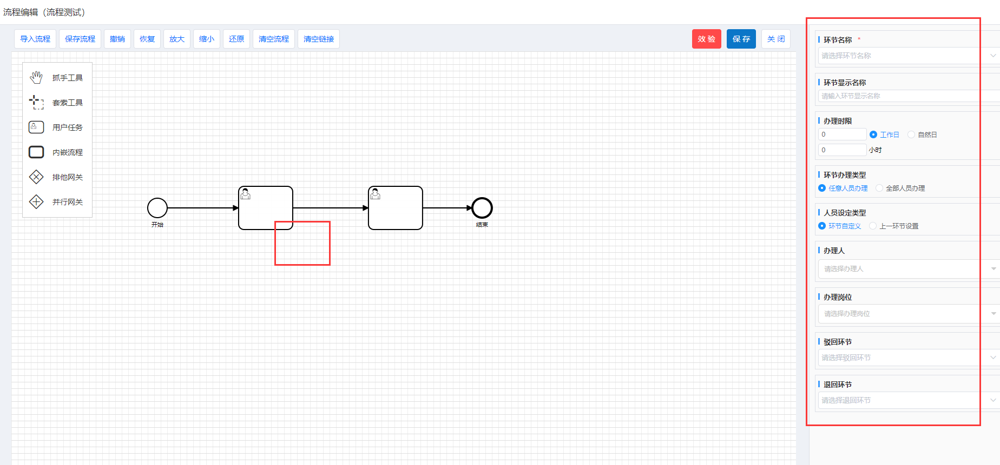 流程编辑（流程测试）
导入流程 保存流程 撤销 恢复 放大 缩小 还原 清空流程 清空链接 效 验 保 存 关 闭
抓手工具
套索工具
用户任务
内嵌流程
排他网关
并行网关
开始
结束
环节名称 *
请选择环节名称
环节显示名称
请输入环节显示名称
办理时限
0 工作日 自然日
0 小时
环节办理类型
任意人员办理 全部人员办理
人员设定类型
环节自定义 上一环节设置
办理人
请选择办理人
办理岗位
请选择办理岗位
驳回环节
请选择驳回环节
退回环节
请选择退回环节